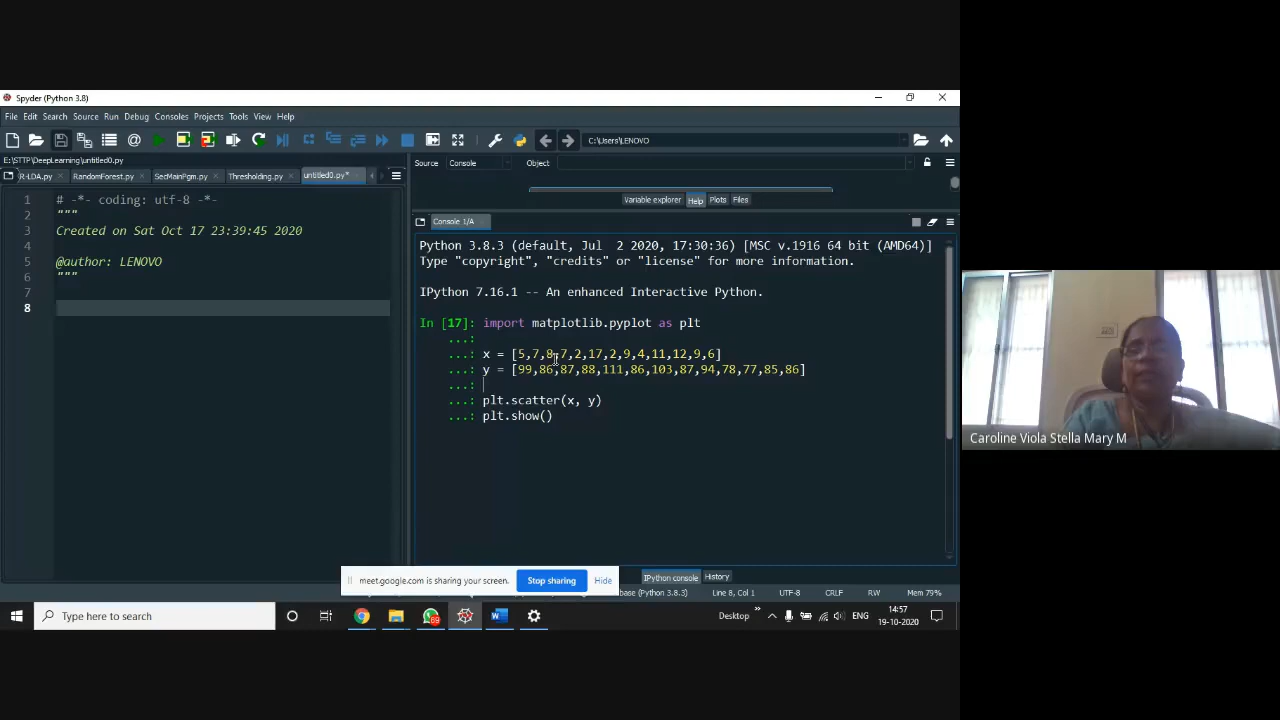 Spyder (Python 3.8)
File Edit Search Source Run Debug Consoles Projects Tools View Help
C:\Users\LENOVO
E:\STTP\DeepLearning\untitled0.py
Source Console Object
R-LDA.py RandomForest.py SecMainPgm.py Thresholding.py untitled0.py*
Variable explorer Help Plots Files
Console 1/A
1 # -*- coding: utf-8 -*-
2 """
3 Created on Sat Oct 17 23:39:45 2020
4
5 @author: LENOVO
6 """
7
8
Python 3.8.3 (default, Jul  2 2020, 17:30:36) [MSC v.1916 64 bit (AMD64)]
Type "copyright", "credits" or "license" for more information.
IPython 7.16.1 -- An enhanced Interactive Python.
In [17]: import matplotlib.pyplot as plt
...:
...: x = [5,7,8,7,2,17,2,9,4,11,12,9,6]
...: y = [99,86,87,88,111,86,103,87,94,78,77,85,86]
...:
...: plt.scatter(x, y)
...: plt.show()
Caroline Viola Stella Mary M
meet.google.com is sharing your screen. Stop sharing Hide
IPython console History
base (Python 3.8.3) Line 8, Col 1 UTF-8 CRLF RW Mem 79%
Type here to search
Desktop
ENG
14:57
19-10-2020